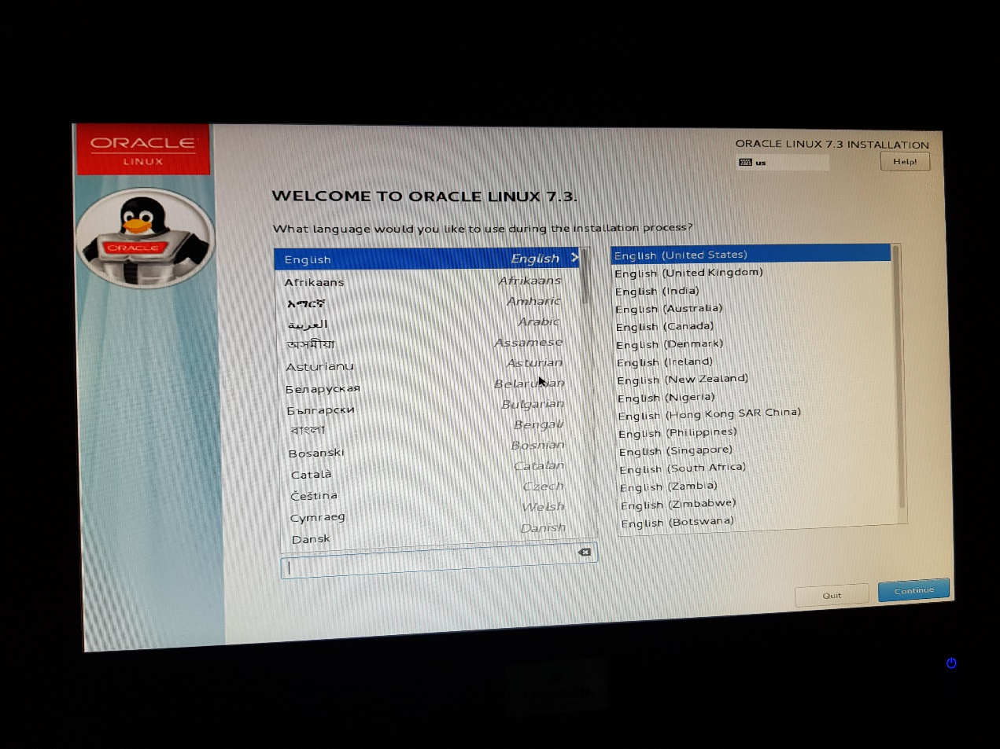 ORACLE
LINUX
ORACLE
ORACLE LINUX 7.3 INSTALLATION
us
Help!
WELCOME TO ORACLE LINUX 7.3.
What language would you like to use during the installation process?
English English
Afrikaans Afrikaans
አማርኛ Amharic
العربية Arabic
অসমীয়া Assamese
Asturianu Asturian
Беларуская Belarusian
Български Bulgarian
বাংলা Bengali
Bosanski Bosnian
Català Catalan
Čeština Czech
Cymraeg Welsh
Dansk Danish
English (United States)
English (United Kingdom)
English (India)
English (Australia)
English (Canada)
English (Denmark)
English (Ireland)
English (New Zealand)
English (Nigeria)
English (Hong Kong SAR China)
English (Philippines)
English (Singapore)
English (South Africa)
English (Zambia)
English (Zimbabwe)
English (Botswana)
Quit
Continue